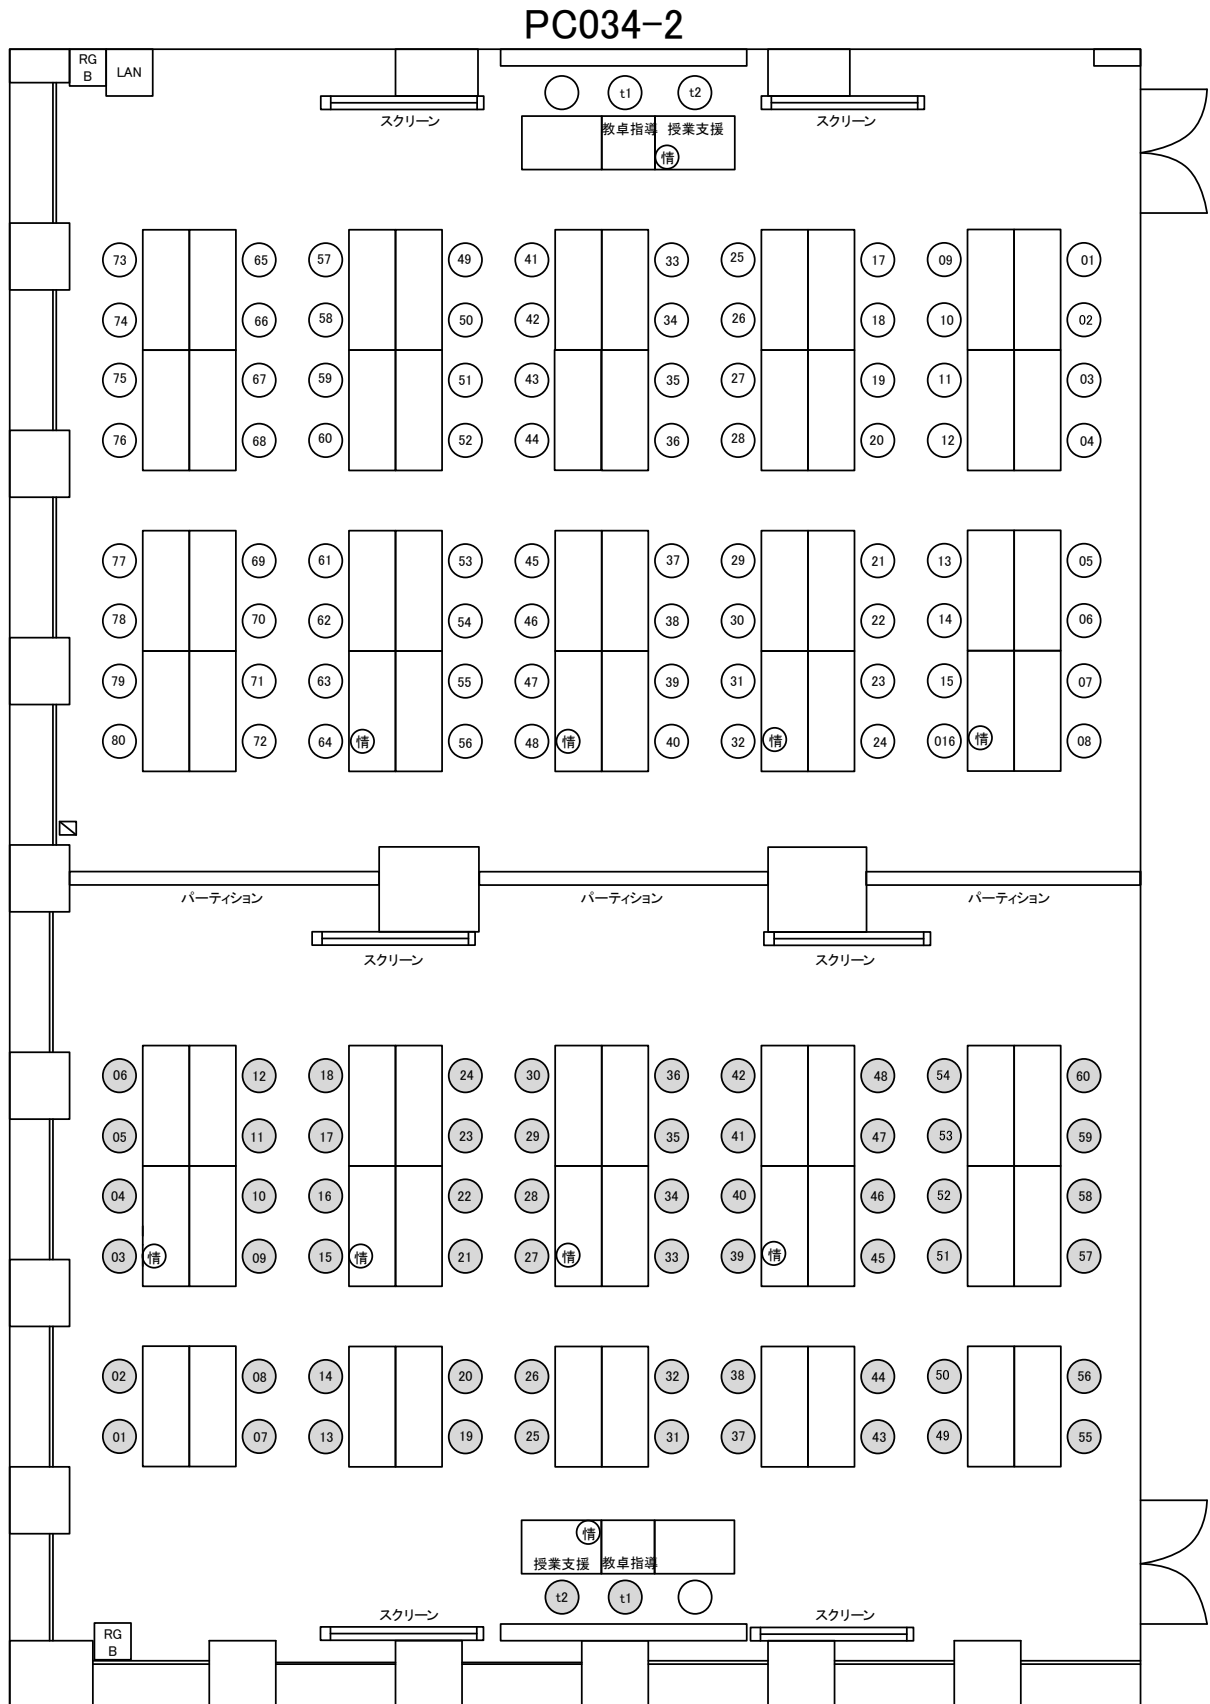 PC034-2
RG
B
LAN
t1
t2
スクリーン
スクリーン
教卓指導
授業支援
情
73 65 57 49 41 33 25 17 09 01
74 66 58 50 42 34 26 18 10 02
75 67 59 51 43 35 27 19 11 03
76 68 60 52 44 36 28 20 12 04
77 69 61 53 45 37 29 21 13 05
78 70 62 54 46 38 30 22 14 06
79 71 63 55 47 39 31 23 15 07
80 72 64 情 56 48 情 40 32 情 24 016 情 08
パーティション
パーティション
パーティション
スクリーン
スクリーン
06 12 18 24 30 36 42 48 54 60
05 11 17 23 29 35 41 47 53 59
04 10 16 22 28 34 40 46 52 58
03 情 09 15 情 21 27 情 33 39 情 45 51 57
02 08 14 20 26 32 38 44 50 56
01 07 13 19 25 31 37 43 49 55
情
授業支援
教卓指導
t2
t1
スクリーン
スクリーン
RG
B